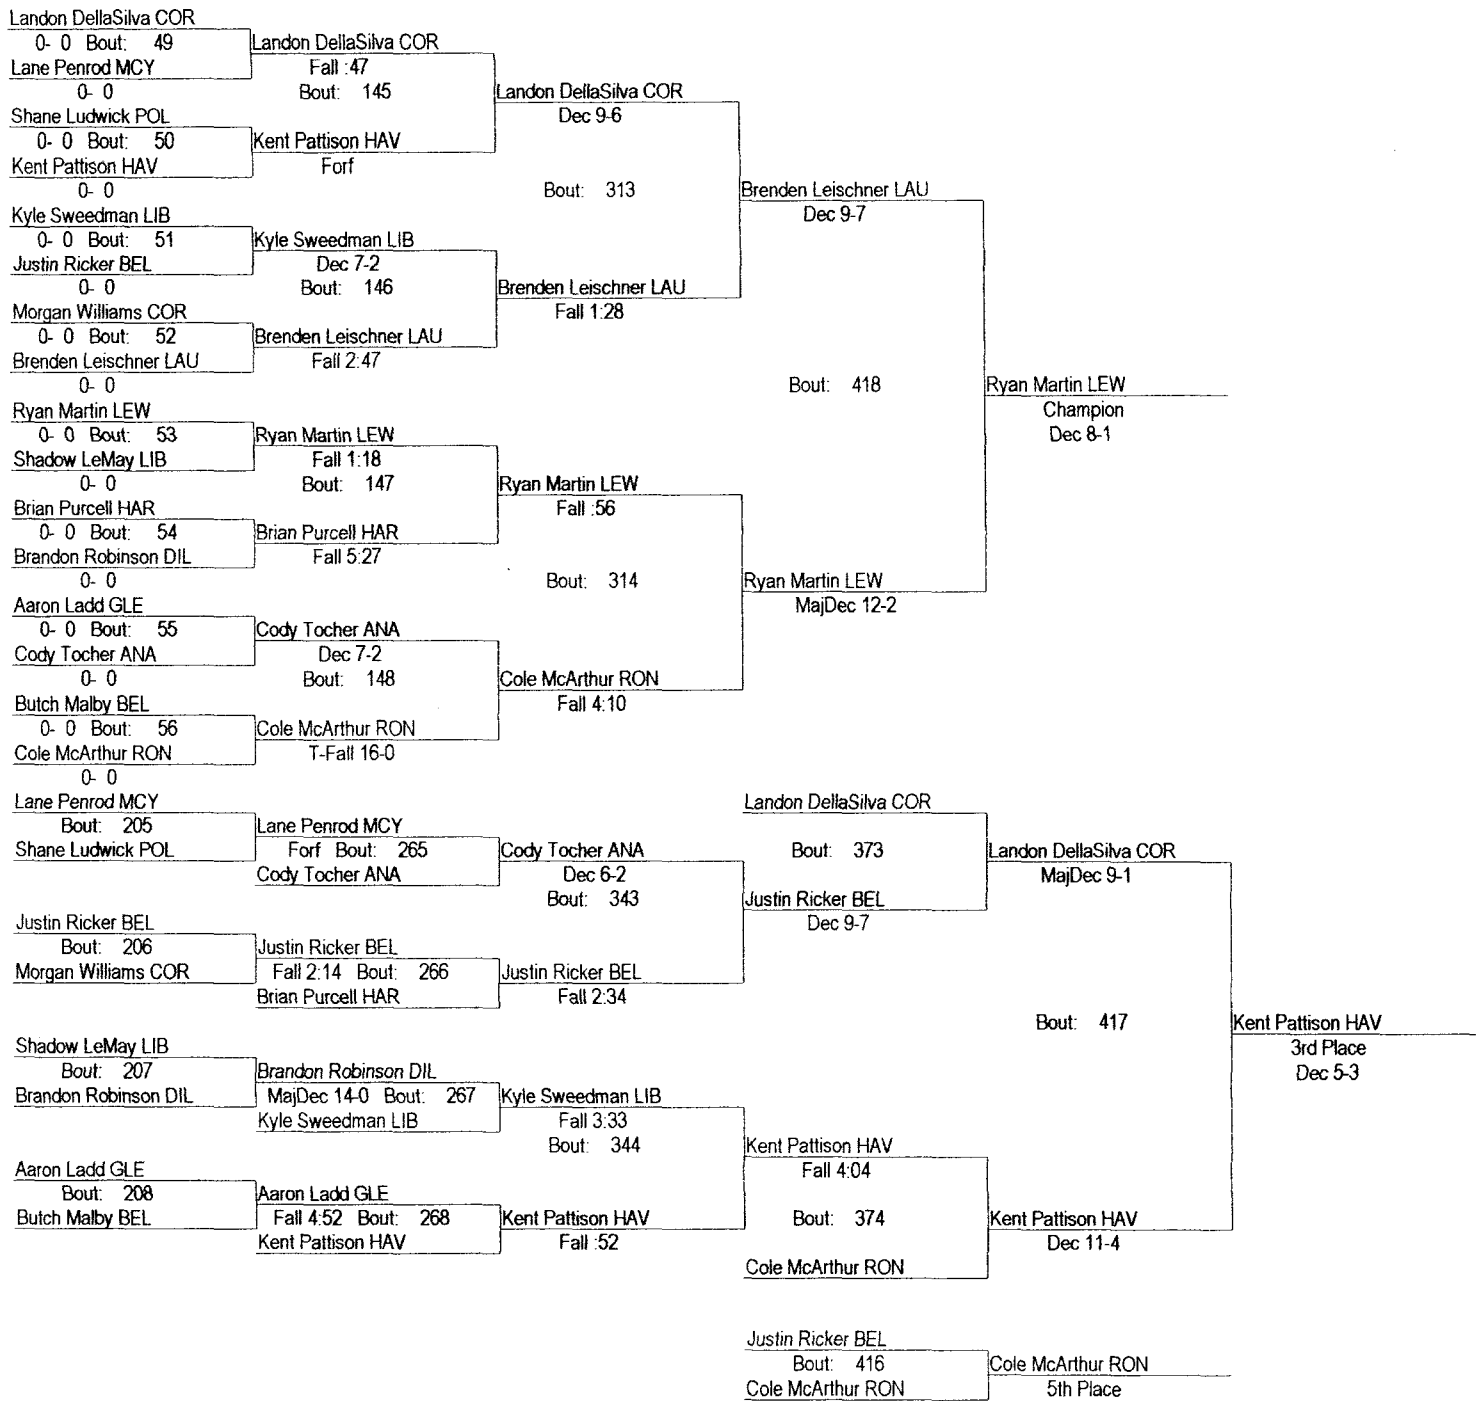 Landon DellaSilva COR
0- 0 Bout: 49
Lane Penrod MCY
0- 0
Shane Ludwick POL
0- 0 Bout: 50
Kent Pattison HAV
0- 0
Kyle Sweedman LIB
0- 0 Bout: 51
Justin Ricker BEL
0- 0
Morgan Williams COR
0- 0 Bout: 52
Brenden Leischner LAU
0- 0
Ryan Martin LEW
0- 0 Bout: 53
Shadow LeMay LIB
0- 0
Brian Purcell HAR
0- 0 Bout: 54
Brandon Robinson DIL
0- 0
Aaron Ladd GLE
0- 0 Bout: 55
Cody Tocher ANA
0- 0
Butch Malby BEL
0- 0 Bout: 56
Cole McArthur RON
0- 0
Landon DellaSilva COR
Fall :47
Bout: 145
Kent Pattison HAV
Forf
Kyle Sweedman LIB
Dec 7-2
Bout: 146
Brenden Leischner LAU
Fall 2:47
Ryan Martin LEW
Fall 1:18
Bout: 147
Brian Purcell HAR
Fall 5:27
Cody Tocher ANA
Dec 7-2
Bout: 148
Cole McArthur RON
T-Fall 16-0
Landon DellaSilva COR
Dec 9-6
Bout: 313
Brenden Leischner LAU
Fall 1:28
Ryan Martin LEW
Fall :56
Bout: 314
Cole McArthur RON
Fall 4:10
Brenden Leischner LAU
Dec 9-7
Bout: 418
Ryan Martin LEW
MajDec 12-2
Ryan Martin LEW
Champion
Dec 8-1
Lane Penrod MCY
Bout: 205
Shane Ludwick POL
Justin Ricker BEL
Bout: 206
Morgan Williams COR
Shadow LeMay LIB
Bout: 207
Brandon Robinson DIL
Aaron Ladd GLE
Bout: 208
Butch Malby BEL
Lane Penrod MCY
Forf Bout: 265
Cody Tocher ANA
Justin Ricker BEL
Fall 2:14 Bout: 266
Brian Purcell HAR
Brandon Robinson DIL
MajDec 14-0 Bout: 267
Kyle Sweedman LIB
Aaron Ladd GLE
Fall 4:52 Bout: 268
Kent Pattison HAV
Cody Tocher ANA
Dec 6-2
Bout: 343
Justin Ricker BEL
Fall 2:34
Kyle Sweedman LIB
Fall 3:33
Bout: 344
Kent Pattison HAV
Fall :52
Landon DellaSilva COR
Bout: 373
Justin Ricker BEL
Dec 9-7
Kent Pattison HAV
Fall 4:04
Bout: 374
Cole McArthur RON
Landon DellaSilva COR
MajDec 9-1
Bout: 417
Kent Pattison HAV
Dec 11-4
Kent Pattison HAV
3rd Place
Dec 5-3
Justin Ricker BEL
Bout: 416
Cole McArthur RON
Cole McArthur RON
5th Place